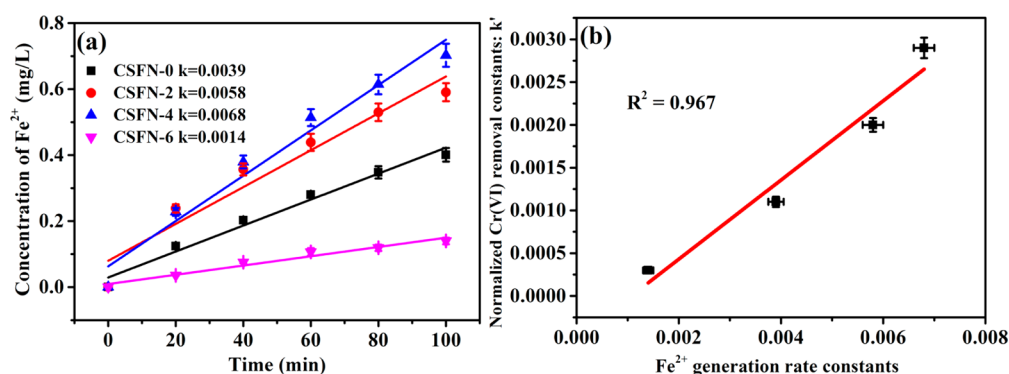 (a)
CSFN-0 k=0.0039
CSFN-2 k=0.0058
CSFN-4 k=0.0068
CSFN-6 k=0.0014
Concentration of Fe²⁺ (mg/L)
0.8
0.6
0.4
0.2
0.0
0 20 40 60 80 100
Time (min)
(b)
R² = 0.967
Normalized Cr(VI) removal constants: k'
0.0030
0.0025
0.0020
0.0015
0.0010
0.0005
0.0000
0.000 0.002 0.004 0.006 0.008
Fe²⁺ generation rate constants